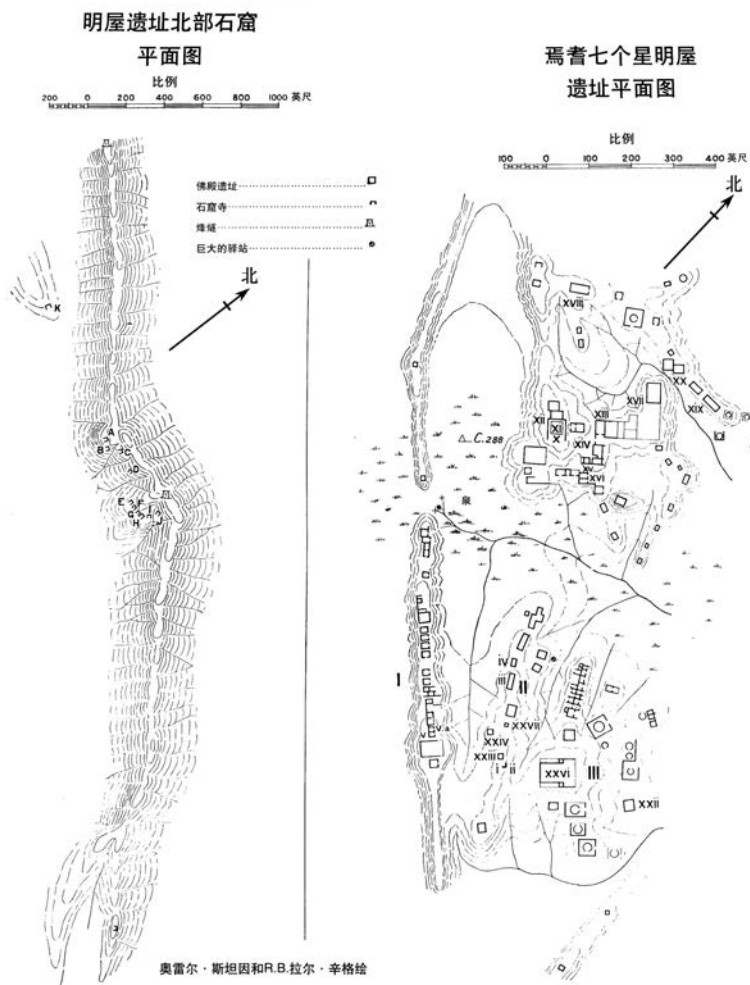 明屋遗址北部石窟
平面图
比例
200 0 200 400 600 800 1000 英尺
佛殿遗址
石窟寺
烽燧
巨大的驿站
北
K
A
B
C
D
E
F
G
I
H
J
焉耆七个星明屋
遗址平面图
比例
100 0 100 200 300 400 英尺
北
XVIII
XX
XIX
XVII
XII
XIII
XI
X
XIV
XV
XVI
C.288
泉
I
iv
iii
II
V.a
V
XXVII
XXIV
XXIII
i
ii
XXVI
III
XXII
奥雷尔·斯坦因和R.B.拉尔·辛格绘